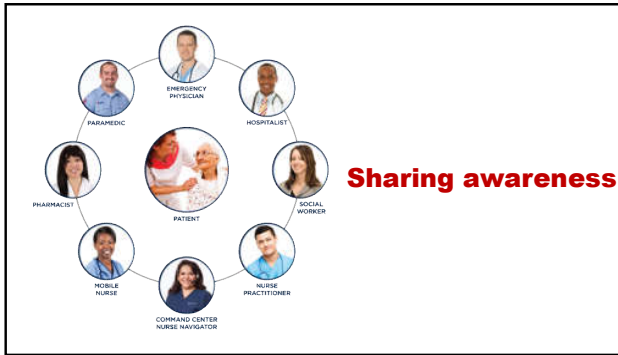 EMERGENCY
PHYSICIAN
PARAMEDIC
HOSPITALIST
PHARMACIST
PATIENT
SOCIAL
WORKER
Sharing awareness
MOBILE
NURSE
NURSE
PRACTITIONER
COMMAND CENTER
NURSE NAVIGATOR